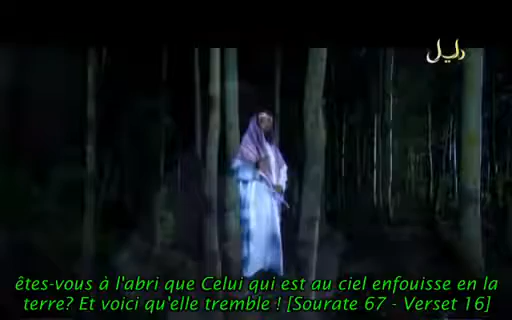 دليل
êtes-vous à l'abri que Celui qui est au ciel enfouisse en la
terre? Et voici qu'elle tremble ! [Sourate 67 - Verset 16]